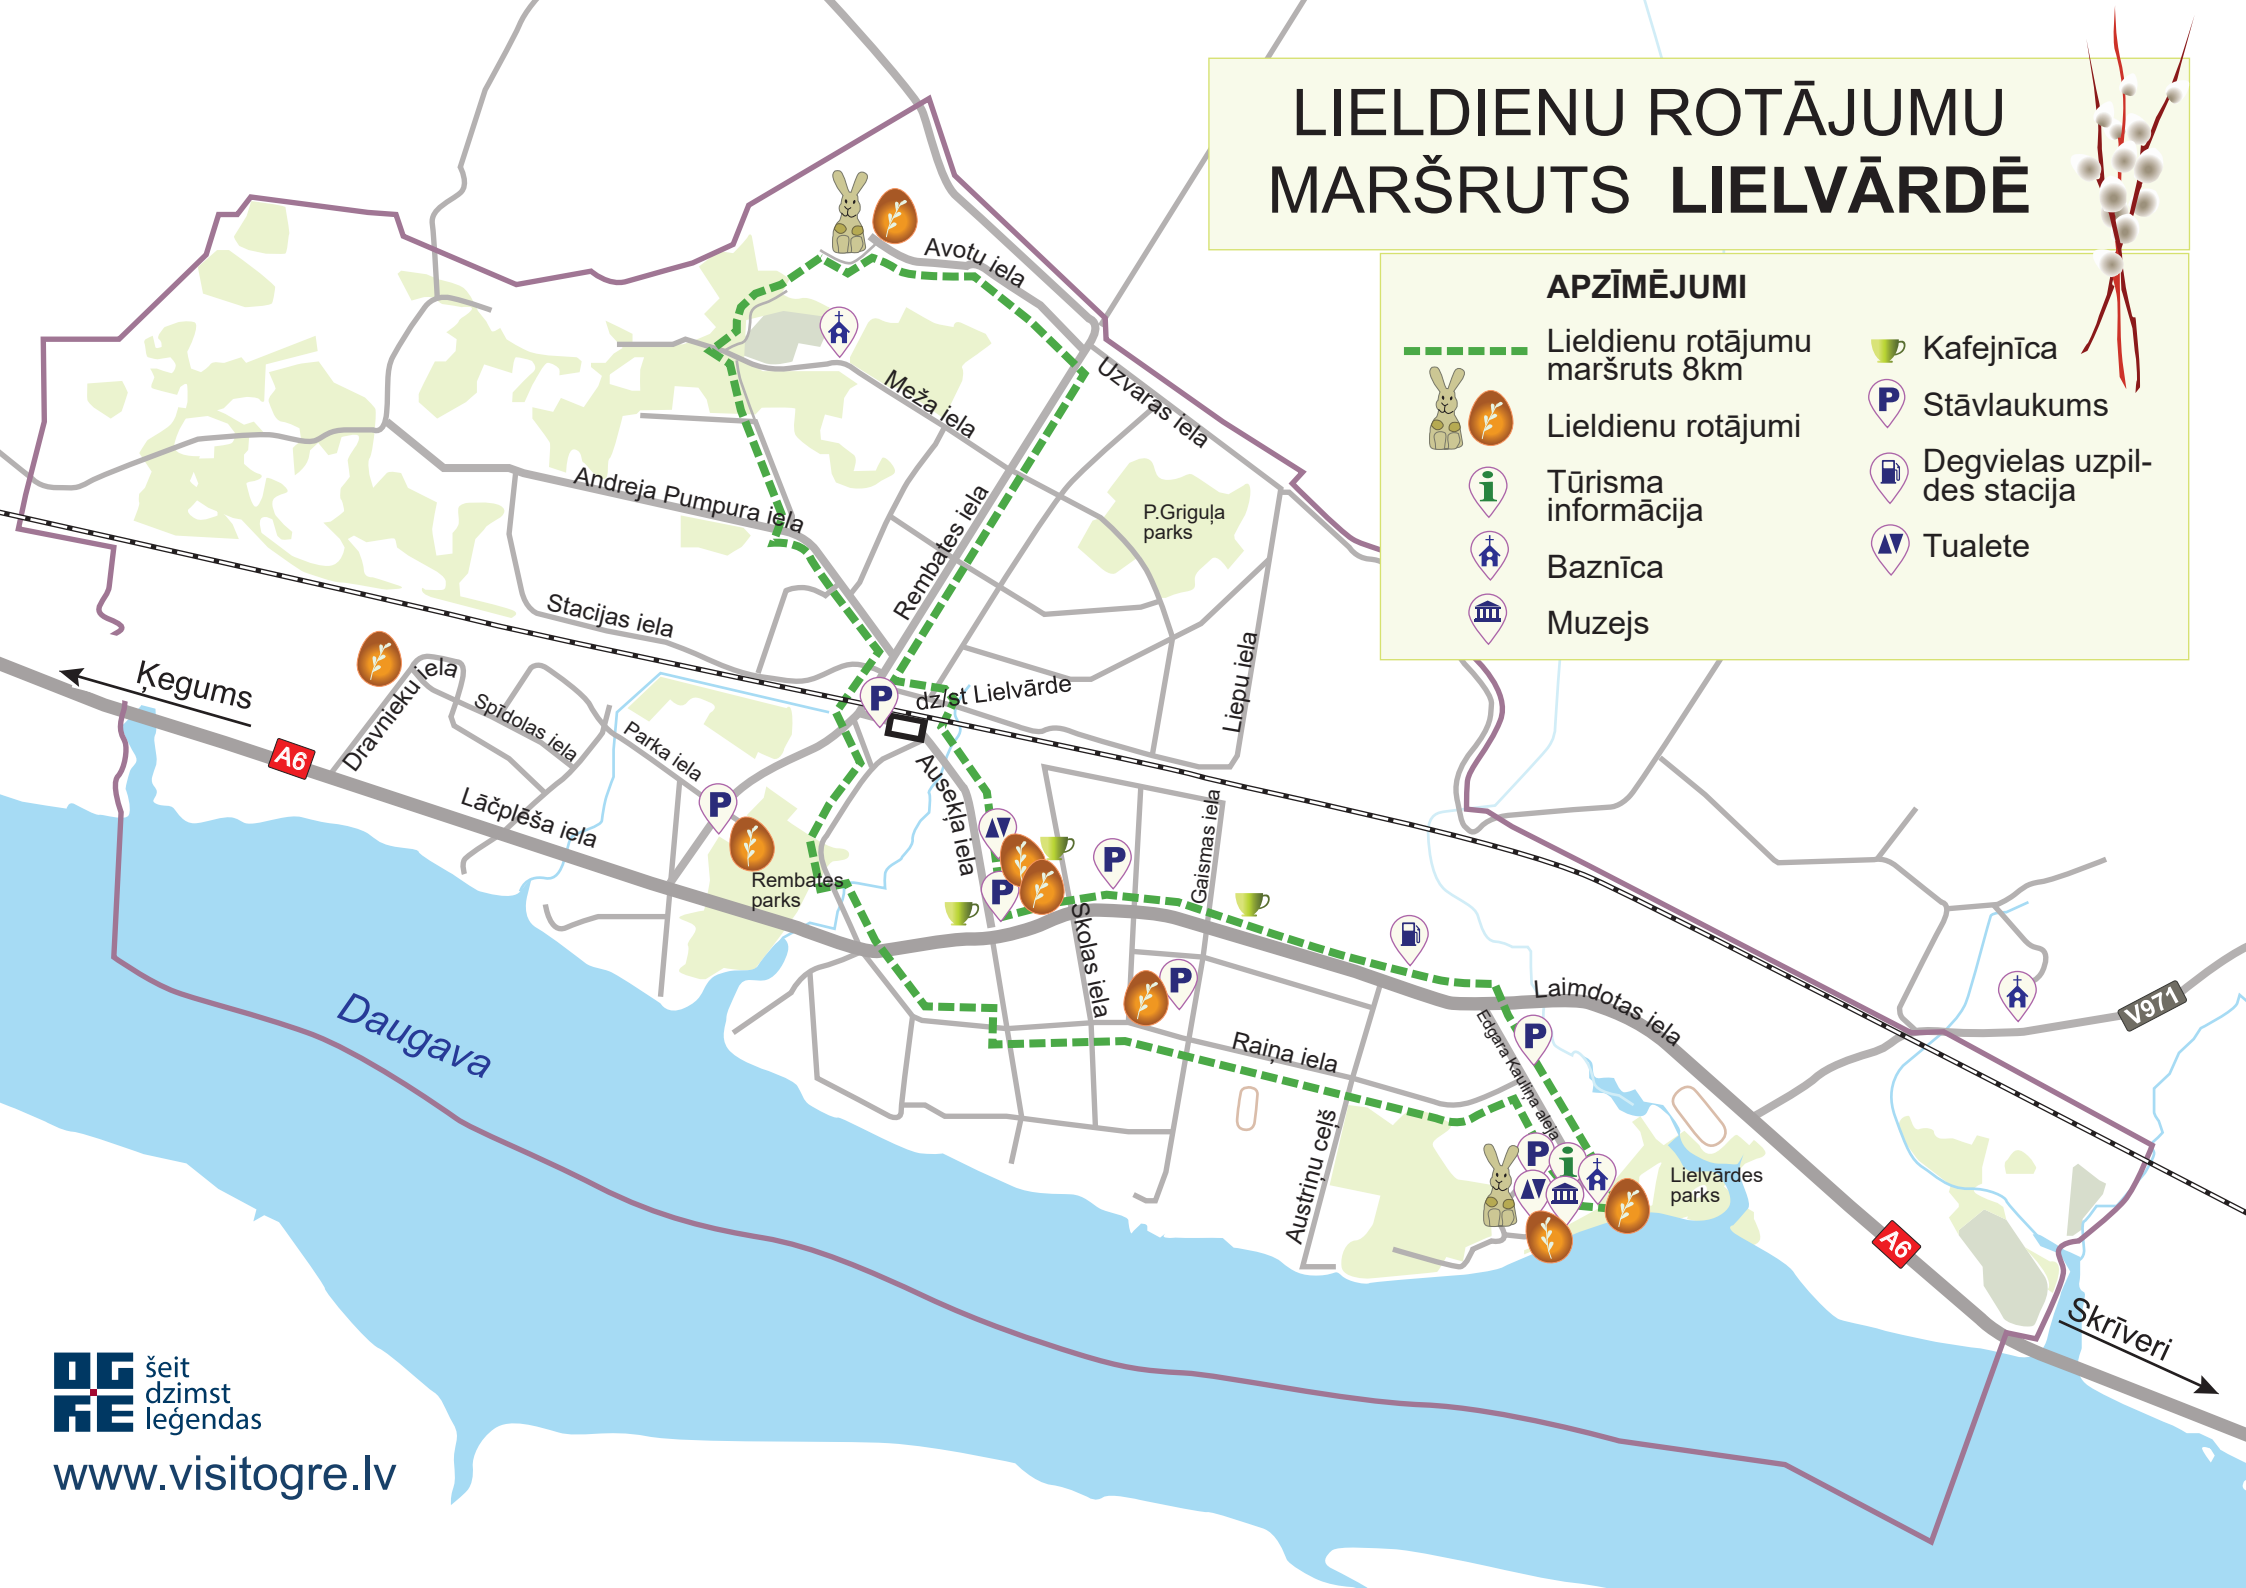 LIELDIENU ROTĀJUMU
MARŠRUTS LIELVĀRDĒ
APZĪMĒJUMI
Lieldienu rotājumu
maršruts 8km
Lieldienu rotājumi
Tūrisma
informācija
Baznīca
Muzejs
Kafejnīca
P Stāvlaukums
Degvielas uzpil-
des stacija
Tualete
Avotu iela
Uzvaras iela
Meža iela
Andreja Pumpura iela
Rembates iela
P.Griguļa
parks
Stacijas iela
Liepu iela
dz/st Lielvārde
P
Ķegums
A6
Dravnieku iela
Spīdolas iela
Parka iela
P
Lāčplēša iela
Ausekļa iela
Rembates
parks
P
P
Gaismas iela
Skolas iela
P
Laimdotas iela
V971
Raiņa iela
Edgara Kauliņa aleja
P
Austriņu ceļš
P
Lielvārdes
parks
A6
Skrīveri
Daugava
OGRE
šeit
dzimst
leģendas
www.visitogre.lv